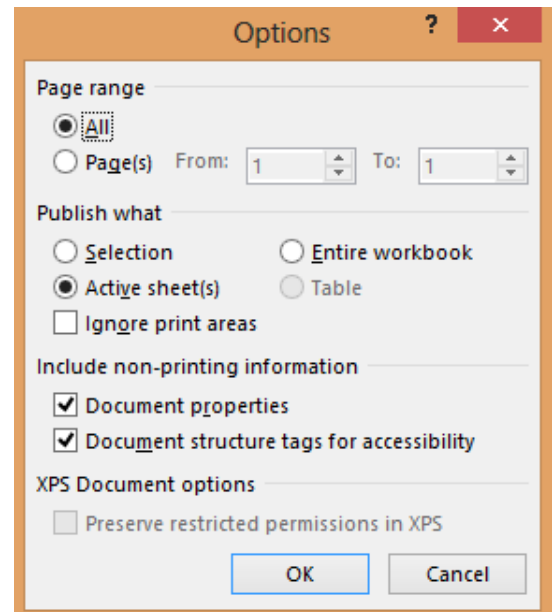 Options ? ×
Page range
All
Page(s) From: 1 To: 1
Publish what
Selection Entire workbook
Active sheet(s) Table
Ignore print areas
Include non-printing information
Document properties
Document structure tags for accessibility
XPS Document options
Preserve restricted permissions in XPS
OK Cancel